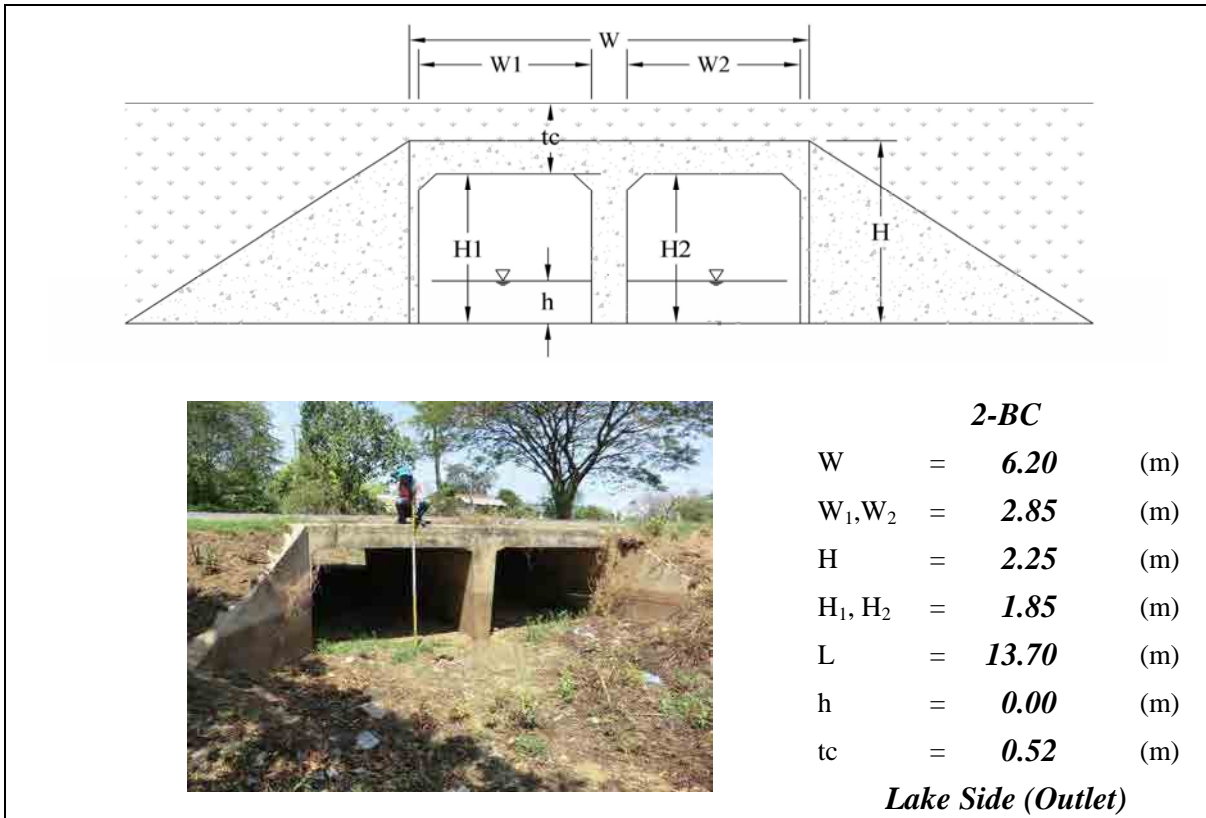 W
W1 W2
tc
H1 H2 H
h
2-BC
W = 6.20 (m)
W₁,W₂ = 2.85 (m)
H = 2.25 (m)
H₁, H₂ = 1.85 (m)
L = 13.70 (m)
h = 0.00 (m)
tc = 0.52 (m)
Lake Side (Outlet)